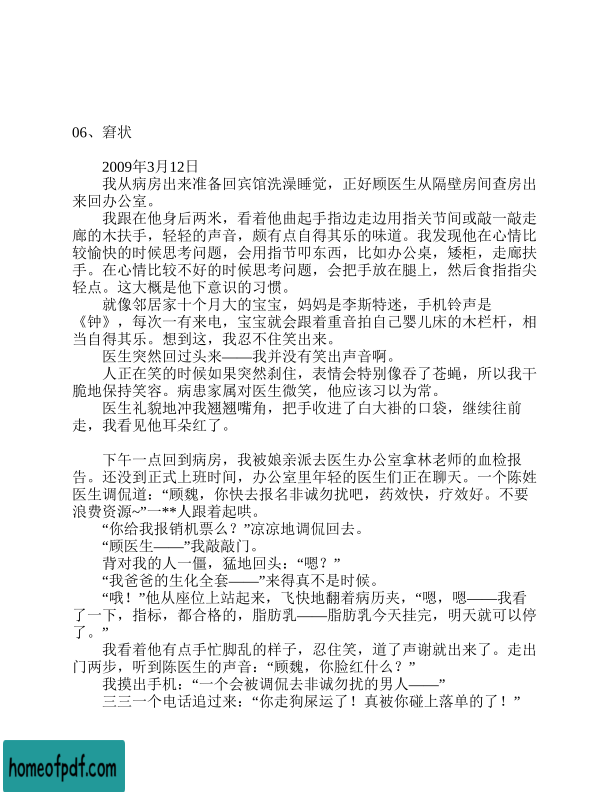 06、窘状
2009年3月12日
我从病房出来准备回宾馆洗澡睡觉，正好顾医生从隔壁房间查房出
来回办公室。
我跟在他身后两米，看着他曲起手指边走边用指关节间或敲一敲走
廊的木扶手，轻轻的声音，颇有点自得其乐的味道。我发现他在心情比
较愉快的时候思考问题，会用指节叩东西，比如办公桌，矮柜，走廊扶
手。在心情比较不好的时候思考问题，会把手放在腿上，然后食指指尖
轻点。这大概是他下意识的习惯。
就像邻居家十个月大的宝宝，妈妈是李斯特迷，手机铃声是
《钟》，每次一有来电，宝宝就会跟着重音拍自己婴儿床的木栏杆，相
当自得其乐。想到这，我忍不住笑出来。
医生突然回过头来——我并没有笑出声音啊。
人正在笑的时候如果突然刹住，表情会特别像吞了苍蝇，所以我干
脆地保持笑容。病患家属对医生微笑，他应该习以为常。
医生礼貌地冲我翘翘嘴角，把手收进了白大褂的口袋，继续往前
走，我看见他耳朵红了。
下午一点回到病房，我被娘亲派去医生办公室拿林老师的血检报
告。还没到正式上班时间，办公室里年轻的医生们正在聊天。一个陈姓
医生调侃道：“顾魏，你快去报名非诚勿扰吧，药效快，疗效好。不要
浪费资源~”一**人跟着起哄。
“你给我报销机票么？”凉凉地调侃回去。
“顾医生——”我敲敲门。
背对我的人一僵，猛地回头：“嗯？”
“我爸爸的生化全套——”来得真不是时候。
“哦！”他从座位上站起来，飞快地翻着病历夹，“嗯，嗯——我看
了一下，指标，都合格的，脂肪乳——脂肪乳今天挂完，明天就可以停
了。”
我看着他有点手忙脚乱的样子，忍住笑，道了声谢就出来了。走出
门两步，听到陈医生的声音：“顾魏，你脸红什么？”
我摸出手机：“一个会被调侃去非诚勿扰的男人——”
三三一个电话追过来：“你走狗屎运了！真被你碰上落单的了！”
homeofpdf.com